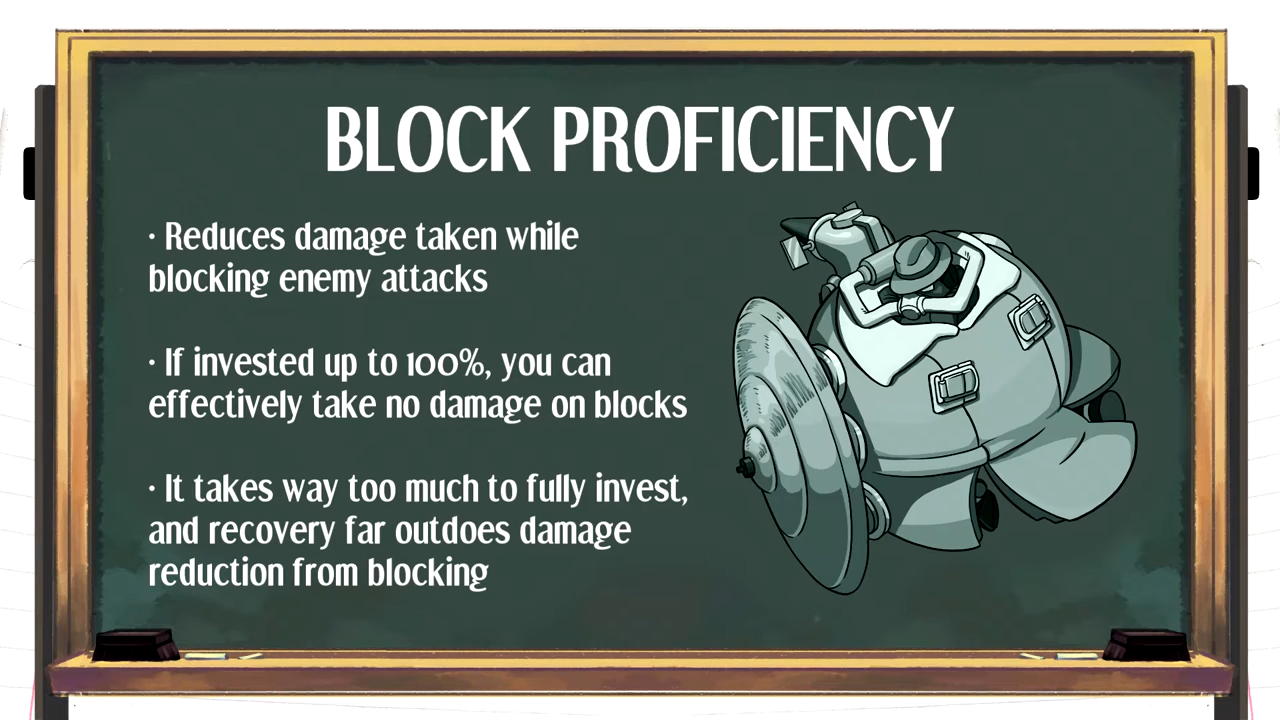 BLOCK PROFICIENCY
· Reduces damage taken while
blocking enemy attacks
· If invested up to 100%, you can
effectively take no damage on blocks
· It takes way too much to fully invest,
and recovery far outdoes damage
reduction from blocking